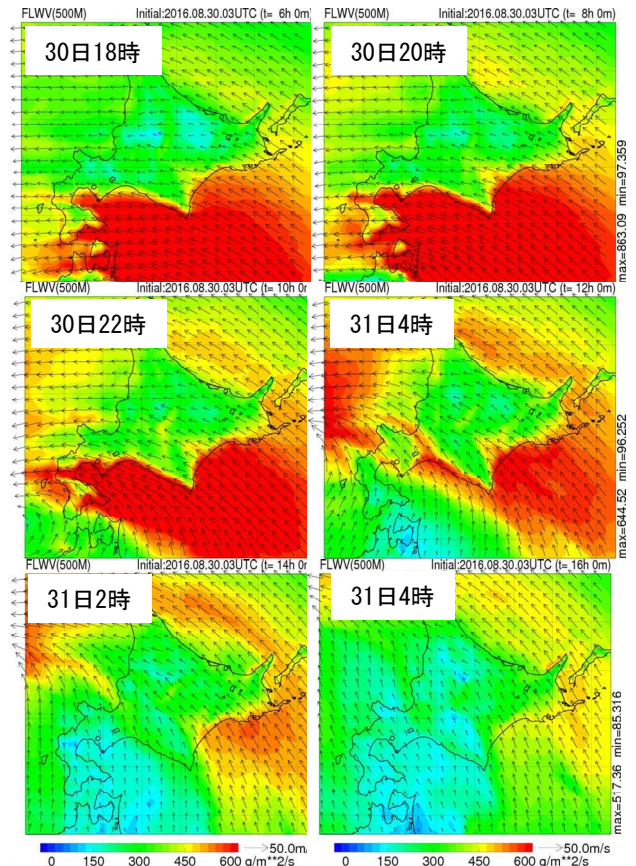 FLWV(500M) Initial:2016.08.30.03UTC (t= 6h 0m)
30日18時
FLWV(500M) Initial:2016.08.30.03UTC (t= 8h 0m)
30日20時
max=863.09 min=97.359
FLWV(500M) Initial:2016.08.30.03UTC (t= 10h 0m
30日22時
FLWV(500M) Initial:2016.08.30.03UTC (t= 12h 0m)
31日4時
max=644.52 min=96.252
FLWV(500M) Initial:2016.08.30.03UTC (t= 14h 0m
31日2時
FLWV(500M) Initial:2016.08.30.03UTC (t= 16h 0m)
31日4時
max=517.36 min=85.316
50.0m/
0 150 300 450 600 g/m**2/s
50.0m/s
0 150 300 450 600 g/m**2/s